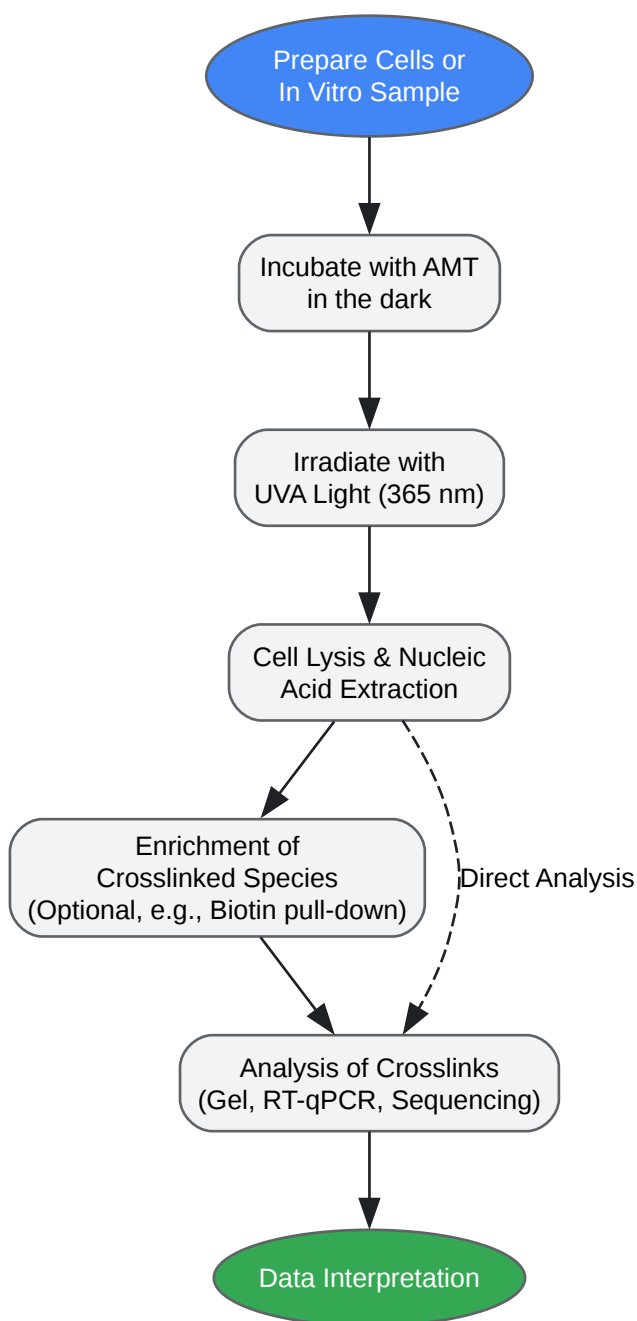 Prepare Cells or
In Vitro Sample
Incubate with AMT
in the dark
Irradiate with
UVA Light (365 nm)
Cell Lysis & Nucleic
Acid Extraction
Enrichment of
Crosslinked Species
(Optional, e.g., Biotin pull-down)
Direct Analysis
Analysis of Crosslinks
(Gel, RT-qPCR, Sequencing)
Data Interpretation